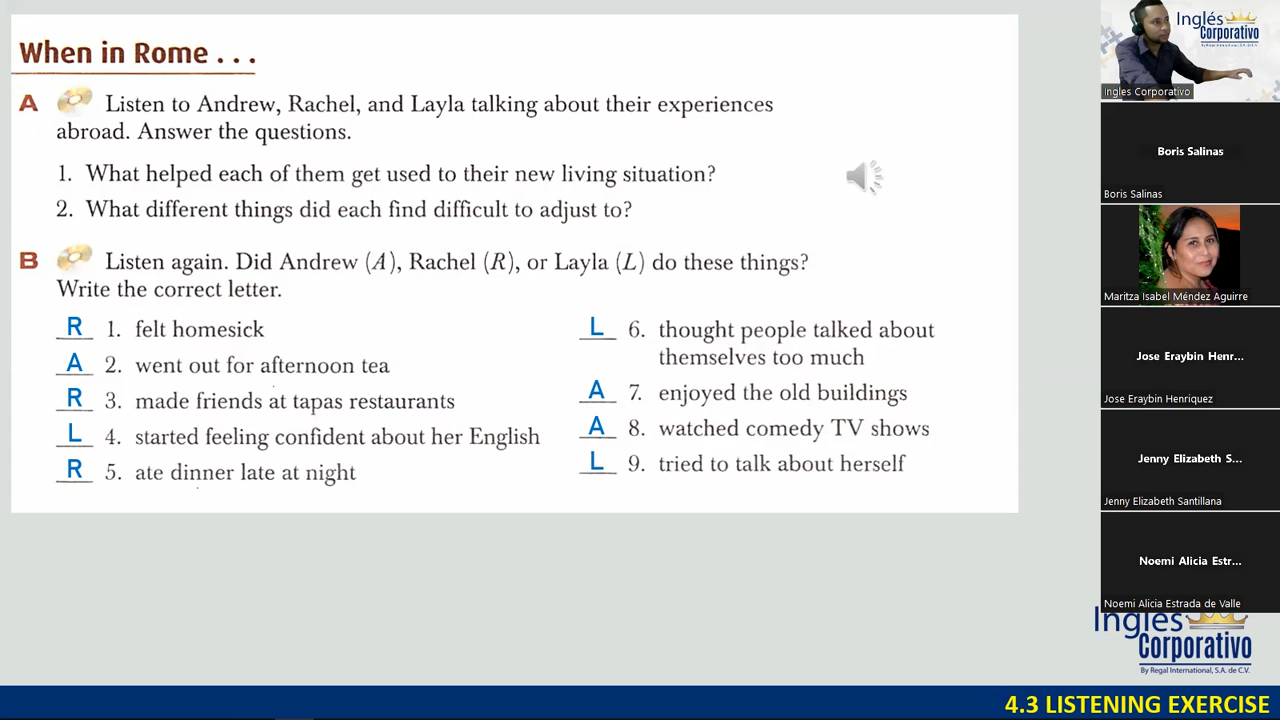 When in Rome . . .
A Listen to Andrew, Rachel, and Layla talking about their experiences
abroad. Answer the questions.
1. What helped each of them get used to their new living situation?
2. What different things did each find difficult to adjust to?
B Listen again. Did Andrew (A), Rachel (R), or Layla (L) do these things?
Write the correct letter.
R 1. felt homesick
A 2. went out for afternoon tea
R 3. made friends at tapas restaurants
L 4. started feeling confident about her English
R 5. ate dinner late at night
L 6. thought people talked about
themselves too much
A 7. enjoyed the old buildings
A 8. watched comedy TV shows
L 9. tried to talk about herself
Inglés
Corporativo
By Regal International, S.A. de C.V.
Ingles Corporativo
Boris Salinas
Boris Salinas
Maritza Isabel Méndez Aguirre
Jose Eraybin Henr...
Jose Eraybin Henriquez
Jenny Elizabeth S...
Jenny Elizabeth Santillana
Noemi Alicia Estr...
Noemi Alicia Estrada de Valle
Inglés
Corporativo
By Regal International, S.A. de C.V.
4.3 LISTENING EXERCISE